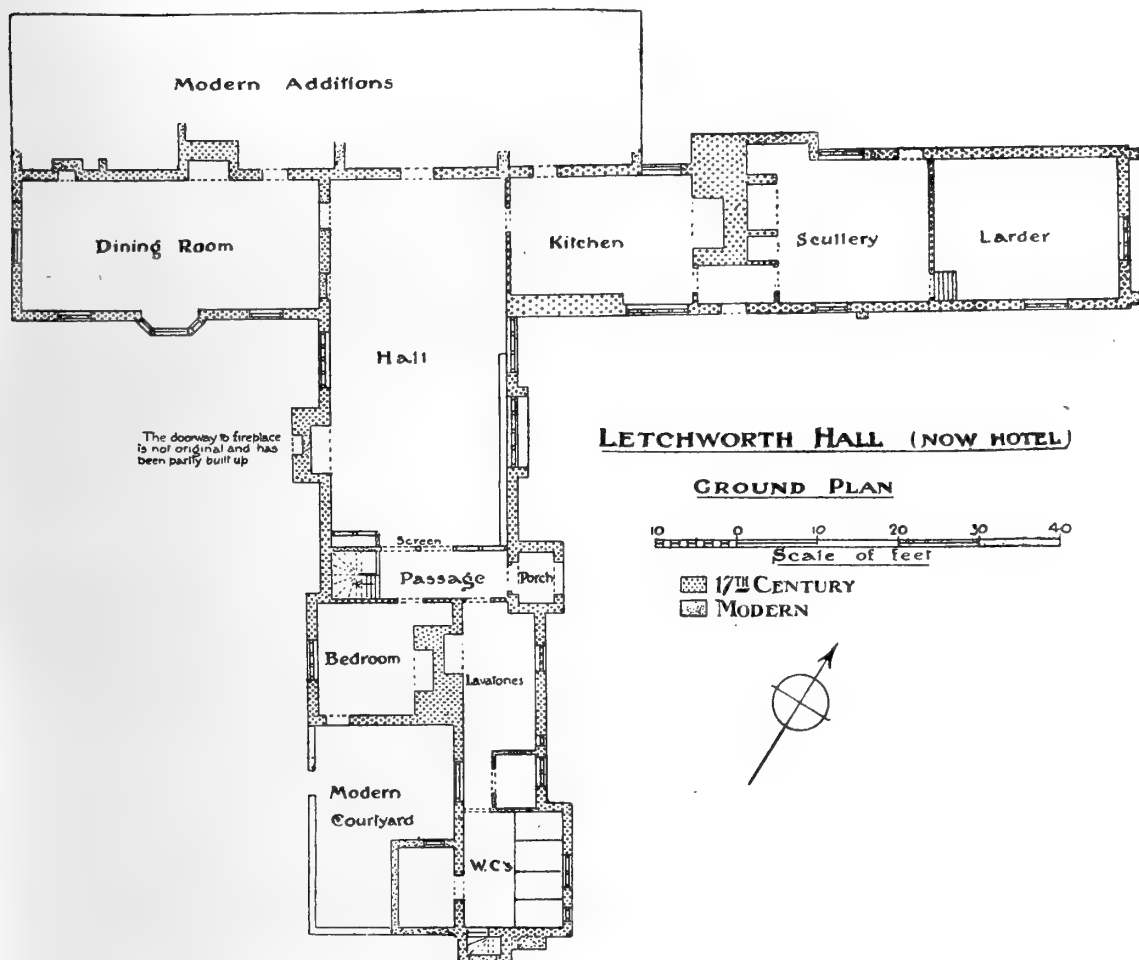 Modern Additions
Dining Room
Kitchen
Scullery
Larder
Hall
The doorway to fireplace
is not original and has
been partly built up
LETCHWORTH HALL (NOW HOTEL)
GROUND PLAN
10 0 10 20 30 40
Scale of feet
17TH CENTURY
MODERN
Screen
Passage
Porch
Bedroom
Lavatories
Modern
Courtyard
W.C's